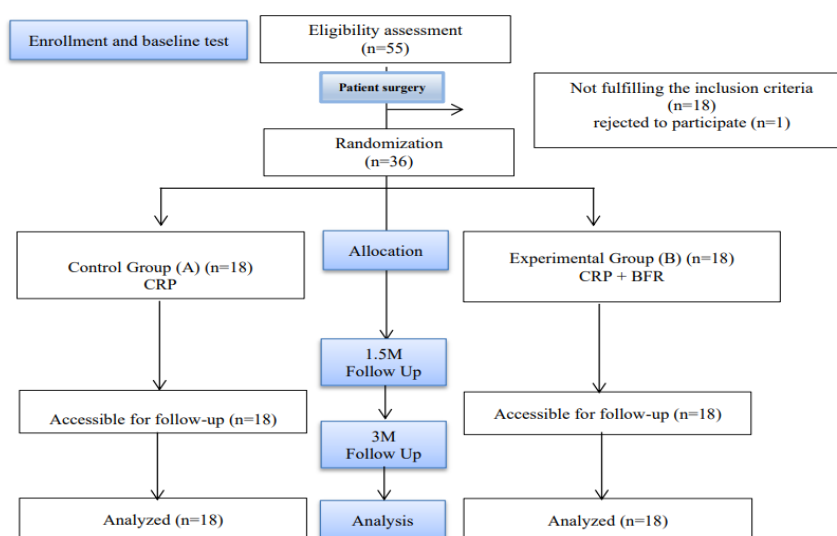 Enrollment and baseline test
Eligibility assessment
(n=55)
Patient surgery
Not fulfilling the inclusion criteria
(n=18)
rejected to participate (n=1)
Randomization
(n=36)
Control Group (A) (n=18)
CRP
Allocation
Experimental Group (B) (n=18)
CRP + BFR
1.5M
Follow Up
Accessible for follow-up (n=18)
Accessible for follow-up (n=18)
3M
Follow Up
Analyzed (n=18)
Analysis
Analyzed (n=18)